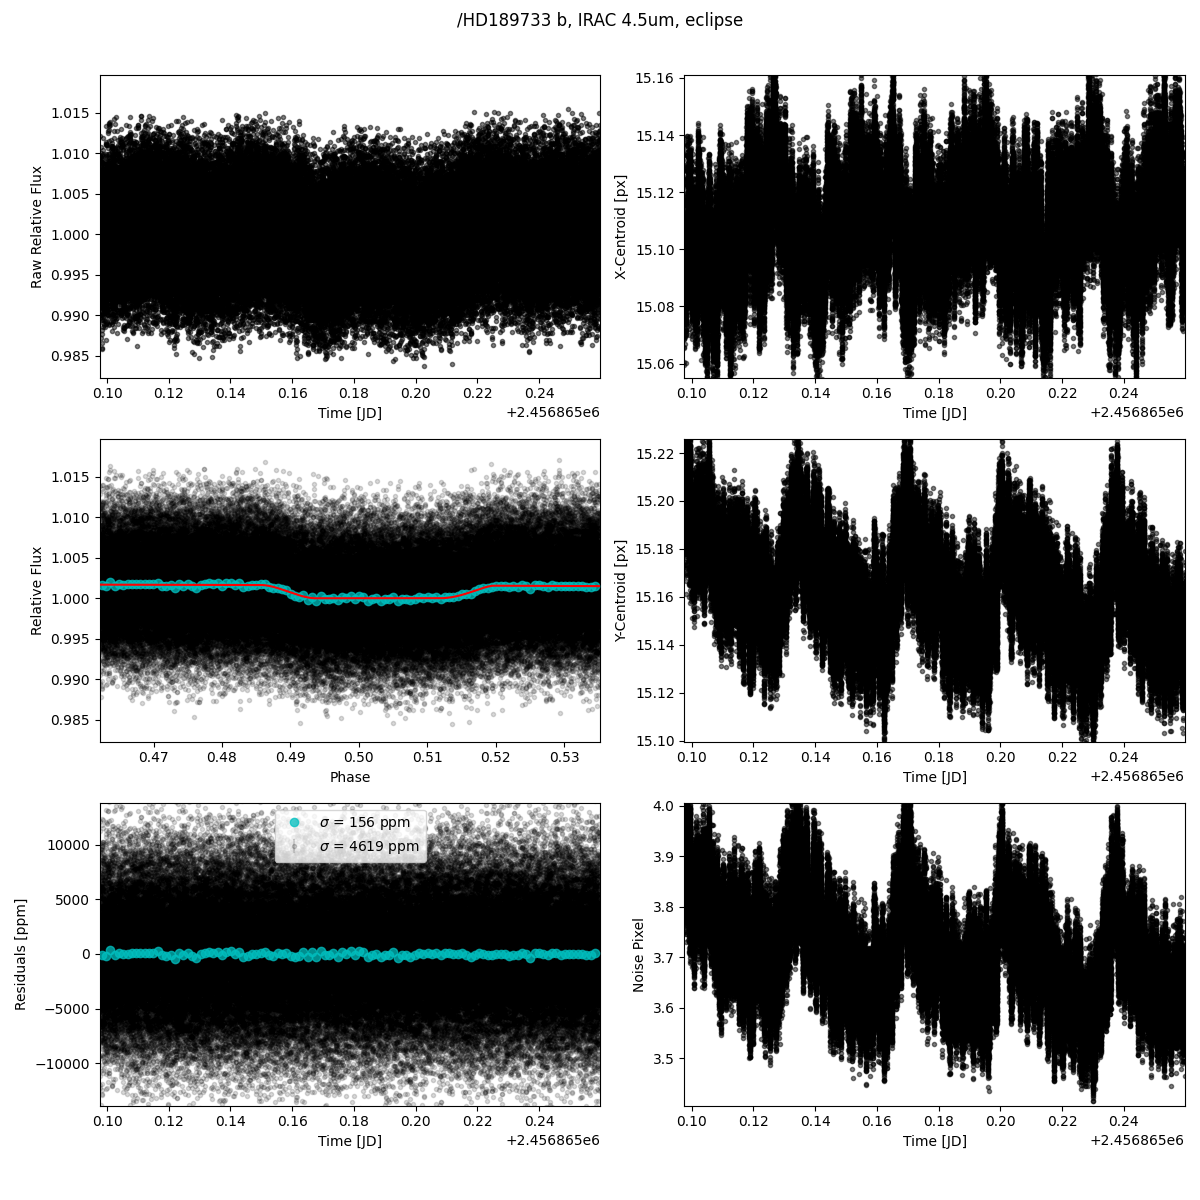 /HD189733 b, IRAC 4.5um, eclipse
1.015
1.010
1.005
1.000
0.995
0.990
0.985
Raw Relative Flux
0.10 0.12 0.14 0.16 0.18 0.20 0.22 0.24
Time [JD]
+2.456865e6
15.16
15.14
15.12
15.10
15.08
15.06
X-Centroid [px]
0.10 0.12 0.14 0.16 0.18 0.20 0.22 0.24
Time [JD]
+2.456865e6
1.015
1.010
1.005
1.000
0.995
0.990
0.985
Relative Flux
0.47 0.48 0.49 0.50 0.51 0.52 0.53
Phase
15.22
15.20
15.18
15.16
15.14
15.12
15.10
Y-Centroid [px]
0.10 0.12 0.14 0.16 0.18 0.20 0.22 0.24
Time [JD]
+2.456865e6
10000
5000
0
−5000
−10000
Residuals [ppm]
σ = 156 ppm
σ = 4619 ppm
0.10 0.12 0.14 0.16 0.18 0.20 0.22 0.24
Time [JD]
+2.456865e6
4.0
3.9
3.8
3.7
3.6
3.5
Noise Pixel
0.10 0.12 0.14 0.16 0.18 0.20 0.22 0.24
Time [JD]
+2.456865e6